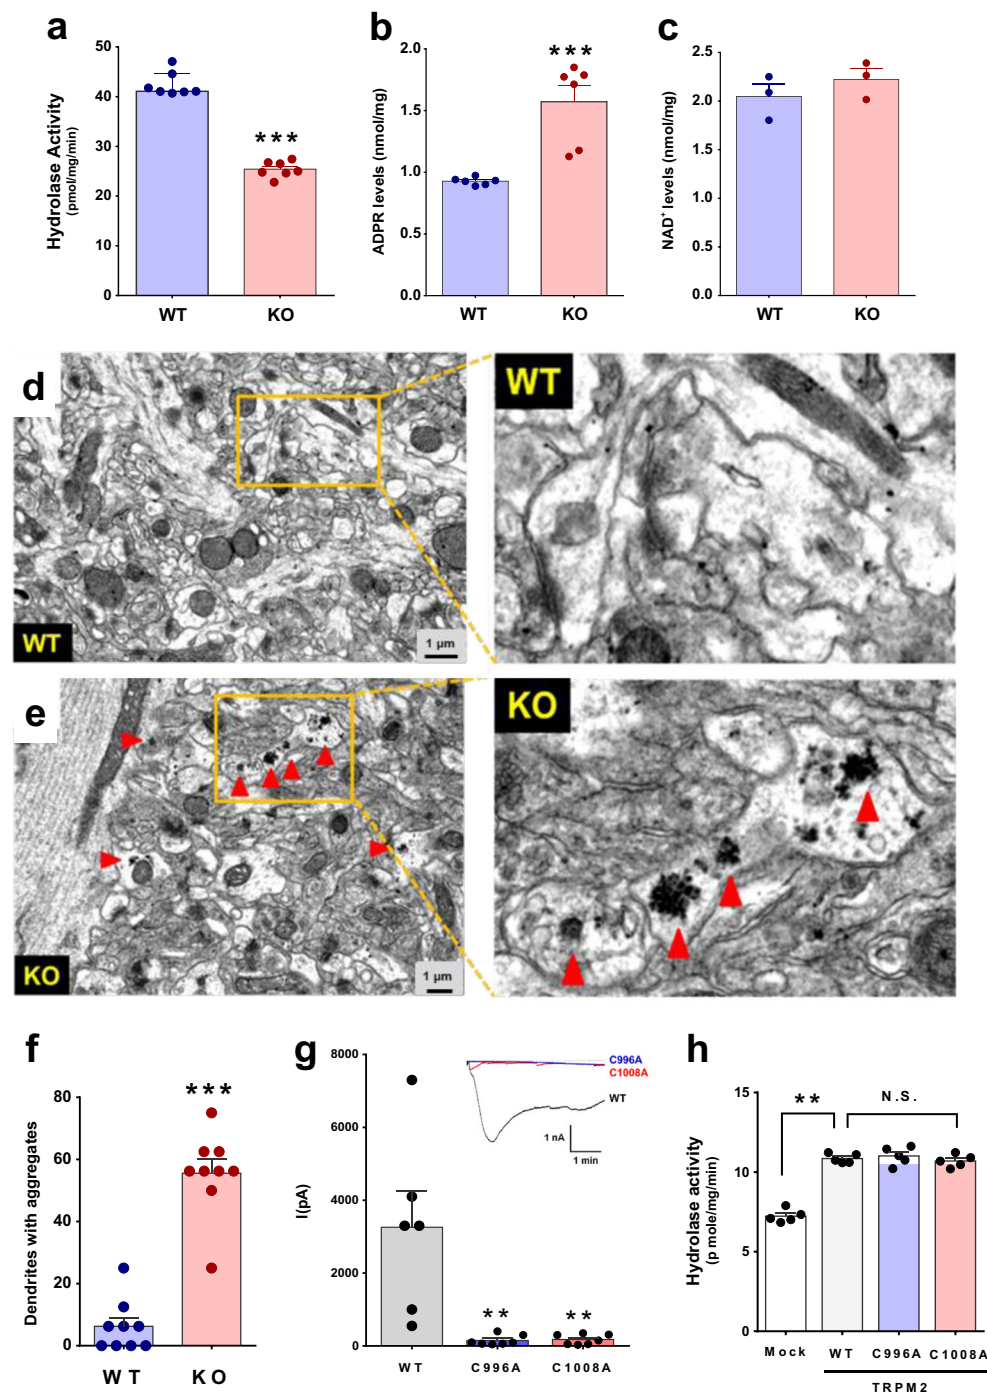 a
50
40
30
20
10
0
Hydrolase Activity
(pmol/mg/min)
***
WT
KO
b
2.0
1.5
1.0
0.5
0.0
ADPR levels (nmol/mg)
***
WT
KO
c
2.5
2.0
1.5
1.0
0.5
0.0
NAD+ levels (nmol/mg)
WT
KO
d
WT
1 µm
WT
e
KO
1 µm
KO
f
80
60
40
20
0
Dendrites with aggregates
***
WT
KO
g
8000
6000
4000
2000
0
I(pA)
C996A
C1008A
WT
1 nA
1 min
**
**
WT
C996A
C1008A
h
15
10
5
0
Hydrolase activity
(p mole/mg/min)
**
N.S.
Mock
WT
C996A
C1008A
TRPM2